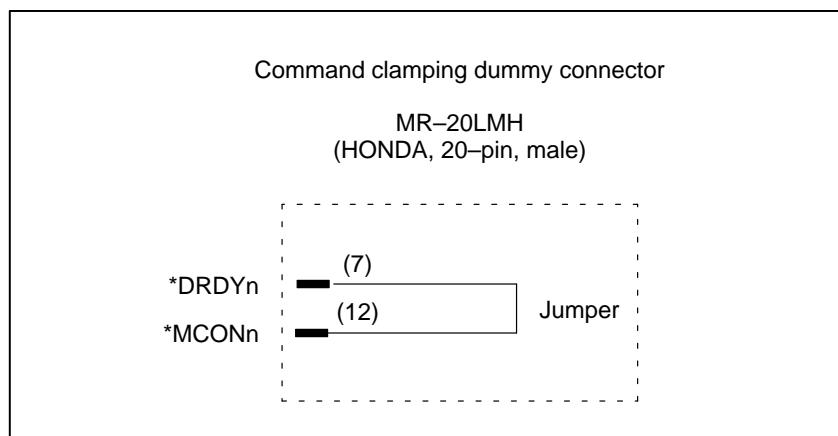 Command clamping dummy connector
MR–20LMH
(HONDA, 20–pin, male)
*DRDYn (7)
*MCONn (12) Jumper